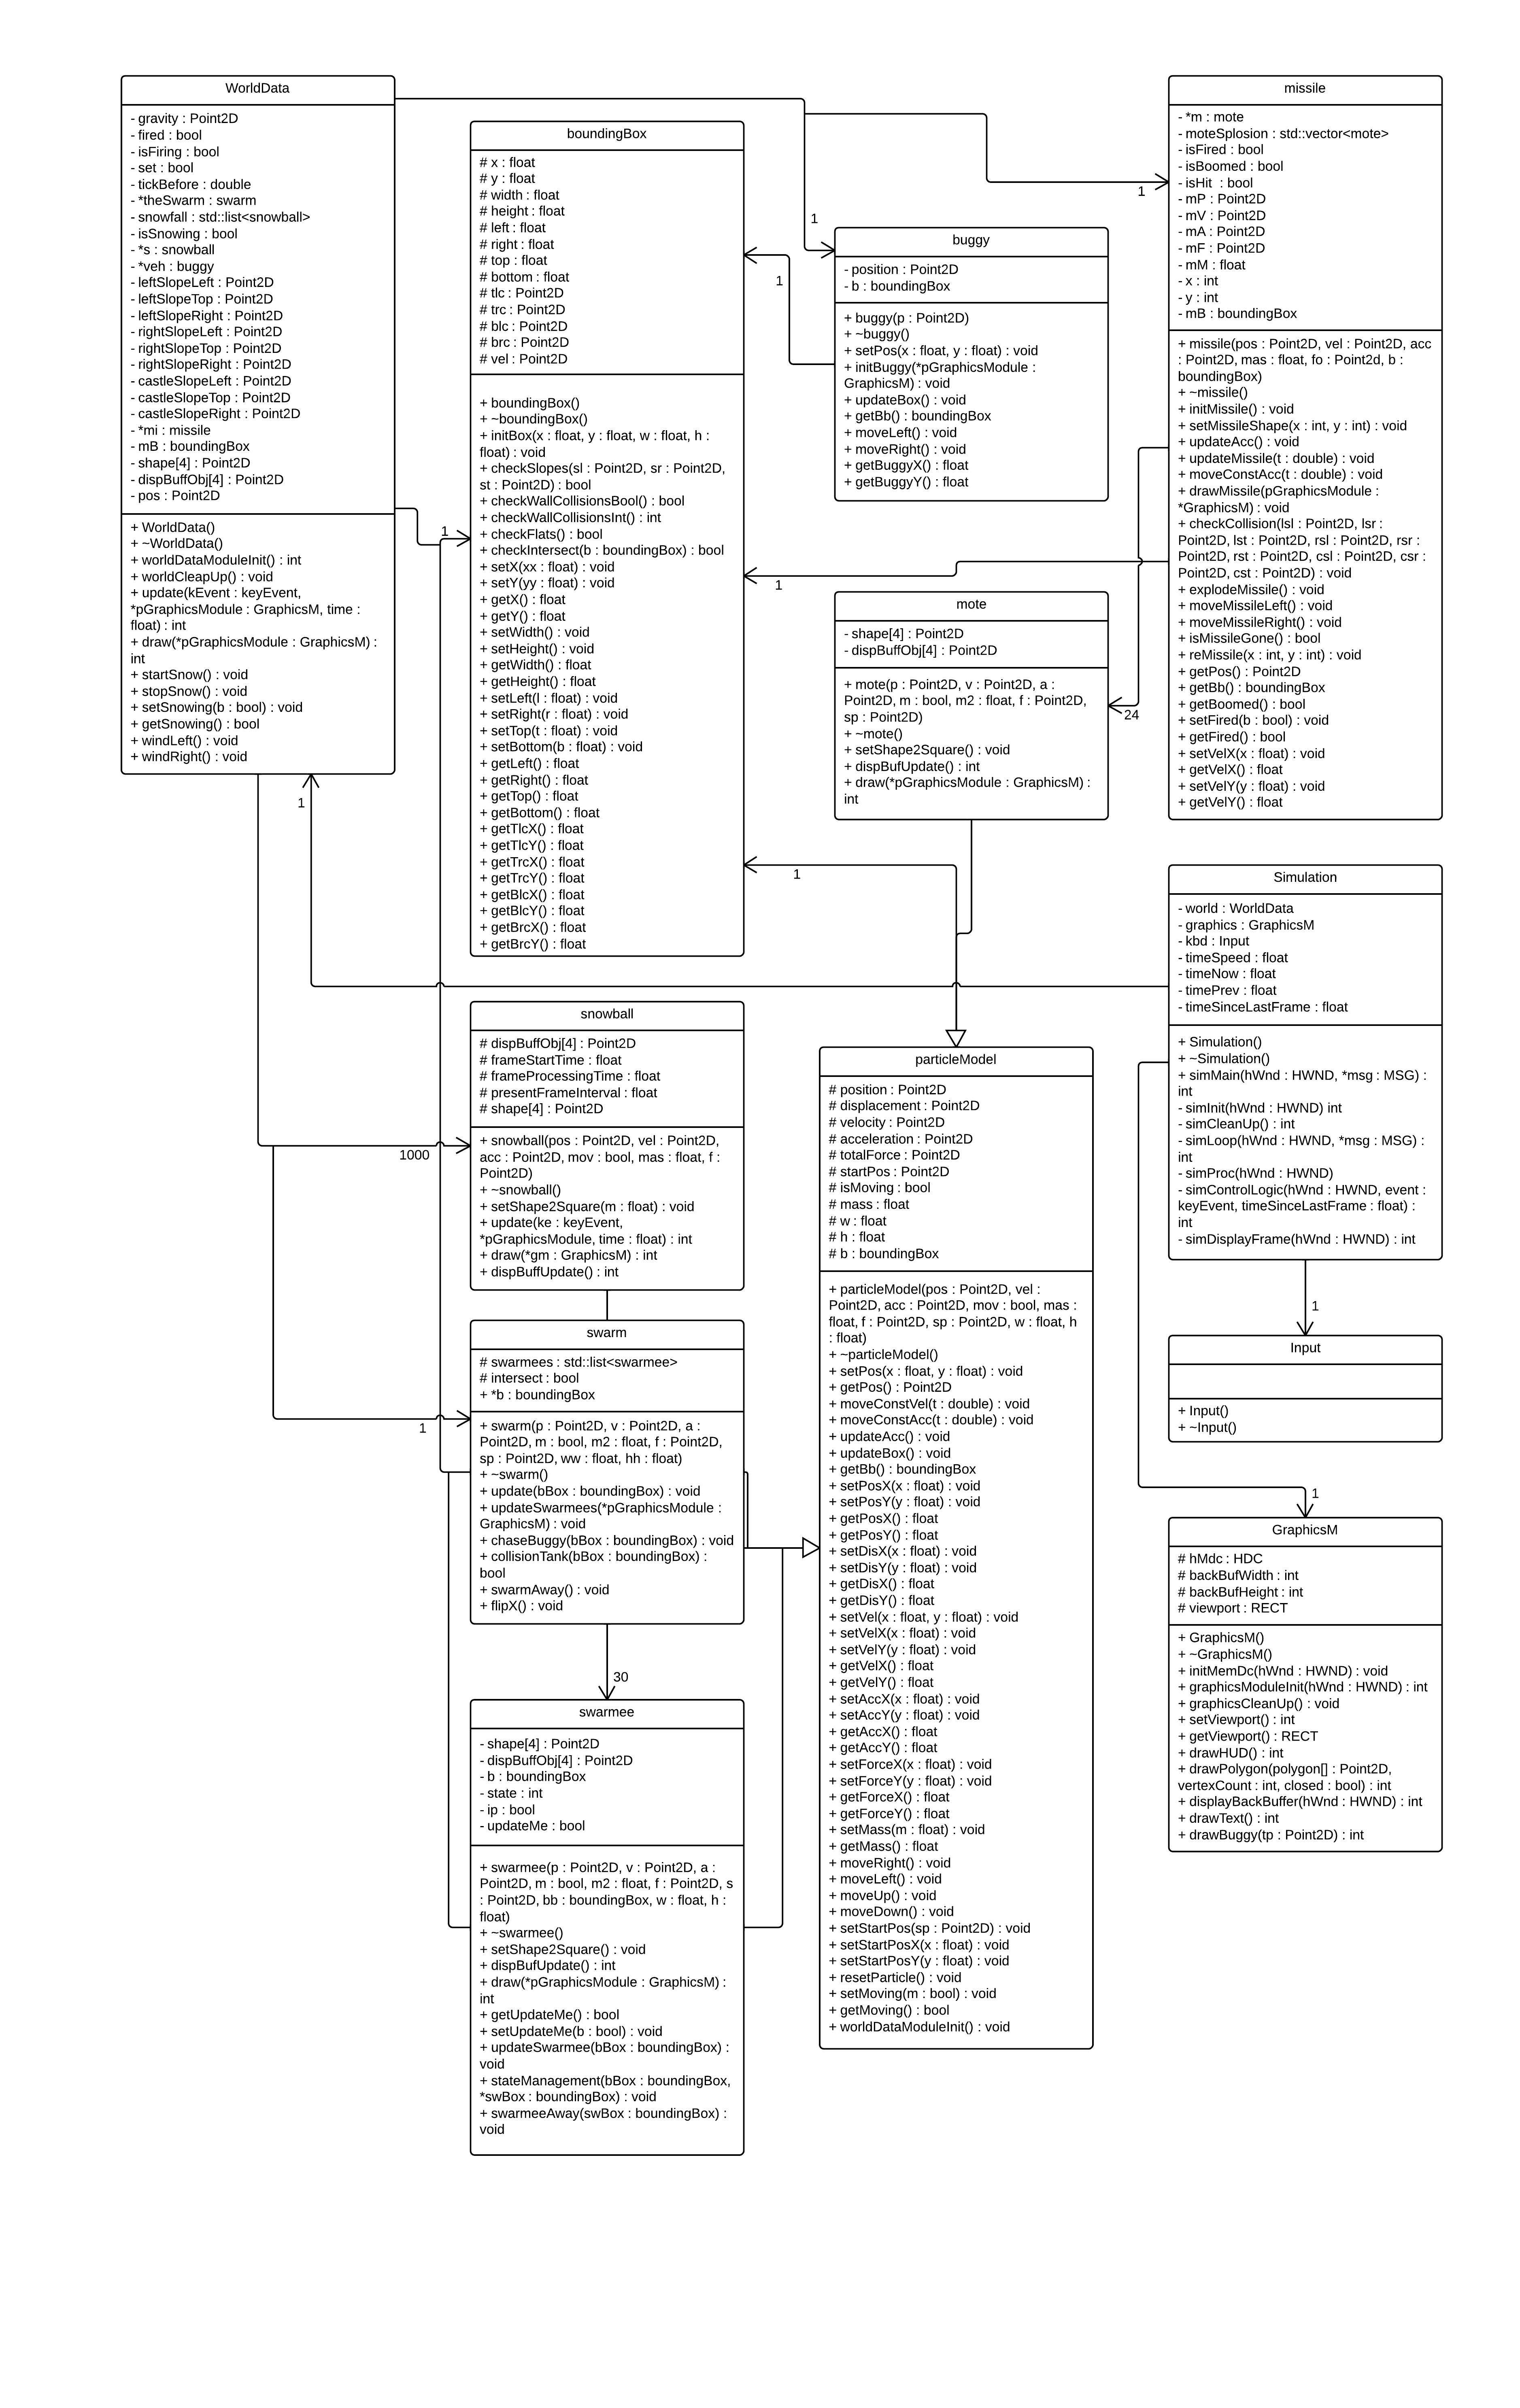 WorldData
- gravity : Point2D
- fired : bool
- isFiring : bool
- set : bool
- tickBefore : double
- *theSwarm : swarm
- snowfall : std::list<snowball>
- isSnowing : bool
- *s : snowball
- *veh : buggy
- leftSlopeLeft : Point2D
- leftSlopeTop : Point2D
- leftSlopeRight : Point2D
- rightSlopeLeft : Point2D
- rightSlopeTop : Point2D
- rightSlopeRight : Point2D
- castleSlopeLeft : Point2D
- castleSlopeTop : Point2D
- castleSlopeRight : Point2D
- *mi : missile
- mB : boundingBox
- shape[4] : Point2D
- dispBuffObj[4] : Point2D
- pos : Point2D
+ WorldData()
+ ~WorldData()
+ worldDataModuleInit() : int
+ worldCleapUp() : void
+ update(kEvent : keyEvent,
*pGraphicsModule : GraphicsM, time :
float) : int
+ draw(*pGraphicsModule : GraphicsM) :
int
+ startSnow() : void
+ stopSnow() : void
+ setSnowing(b : bool) : void
+ getSnowing() : bool
+ windLeft() : void
+ windRight() : void
1
boundingBox
# x : float
# y : float
# width : float
# height : float
# left : float
# right : float
# top : float
# bottom : float
# tlc : Point2D
# trc : Point2D
# blc : Point2D
# brc : Point2D
# vel : Point2D
+ boundingBox()
+ ~boundingBox()
+ initBox(x : float, y : float, w : float, h :
float) : void
+ checkSlopes(sl : Point2D, sr : Point2D,
st : Point2D) : bool
+ checkWallCollisionsBool() : bool
+ checkWallCollisionsInt() : int
+ checkFlats() : bool
+ checkIntersect(b : boundingBox) : bool
+ setX(xx : float) : void
+ setY(yy : float) : void
+ getX() : float
+ getY() : float
+ setWidth() : void
+ setHeight() : void
+ getWidth() : float
+ getHeight() : float
+ setLeft(l : float) : void
+ setRight(r : float) : void
+ setTop(t : float) : void
+ setBottom(b : float) : void
+ getLeft() : float
+ getRight() : float
+ getTop() : float
+ getBottom() : float
+ getTlcX() : float
+ getTlcY() : float
+ getTrcX() : float
+ getTrcY() : float
+ getBlcX() : float
+ getBlcY() : float
+ getBrcX() : float
+ getBrcY() : float
1
1
1
1
1
buggy
- position : Point2D
- b : boundingBox
+ buggy(p : Point2D)
+ ~buggy()
+ setPos(x : float, y : float) : void
+ initBuggy(*pGraphicsModule :
GraphicsM) : void
+ updateBox() : void
+ getBb() : boundingBox
+ moveLeft() : void
+ moveRight() : void
+ getBuggyX() : float
+ getBuggyY() : float
mote
- shape[4] : Point2D
- dispBuffObj[4] : Point2D
+ mote(p : Point2D, v : Point2D, a :
Point2D, m : bool, m2 : float, f : Point2D,
sp : Point2D)
+ ~mote()
+ setShape2Square() : void
+ dispBufUpdate() : int
+ draw(*pGraphicsModule : GraphicsM) :
int
24
1
missile
- *m : mote
- moteSplosion : std::vector<mote>
- isFired : bool
- isBoomed : bool
- isHit  : bool
- mP : Point2D
- mV : Point2D
- mA : Point2D
- mF : Point2D
- mM : float
- x : int
- y : int
- mB : boundingBox
+ missile(pos : Point2D, vel : Point2D, acc
: Point2D, mas : float, fo : Point2d, b :
boundingBox)
+ ~missile()
+ initMissile() : void
+ setMissileShape(x : int, y : int) : void
+ updateAcc() : void
+ updateMissile(t : double) : void
+ moveConstAcc(t : double) : void
+ drawMissile(pGraphicsModule :
*GraphicsM) : void
+ checkCollision(lsl : Point2D, lsr :
Point2D, lst : Point2D, rsl : Point2D, rsr :
Point2D, rst : Point2D, csl : Point2D, csr :
Point2D, cst : Point2D) : void
+ explodeMissile() : void
+ moveMissileLeft() : void
+ moveMissileRight() : void
+ isMissileGone() : bool
+ reMissile(x : int, y : int) : void
+ getPos() : Point2D
+ getBb() : boundingBox
+ getBoomed() : bool
+ setFired(b : bool) : void
+ getFired() : bool
+ setVelX(x : float) : void
+ getVelX() : float
+ setVelY(y : float) : void
+ getVelY() : float
Simulation
- world : WorldData
- graphics : GraphicsM
- kbd : Input
- timeSpeed : float
- timeNow : float
- timePrev : float
- timeSinceLastFrame : float
+ Simulation()
+ ~Simulation()
+ simMain(hWnd : HWND, *msg : MSG) :
int
- simInit(hWnd : HWND) int
- simCleanUp() : int
- simLoop(hWnd : HWND, *msg : MSG) :
int
- simProc(hWnd : HWND)
- simControlLogic(hWnd : HWND, event :
keyEvent, timeSinceLastFrame : float) :
int
- simDisplayFrame(hWnd : HWND) : int
1
Input
+ Input()
+ ~Input()
1
GraphicsM
# hMdc : HDC
# backBufWidth : int
# backBufHeight : int
# viewport : RECT
+ GraphicsM()
+ ~GraphicsM()
+ initMemDc(hWnd : HWND) : void
+ graphicsModuleInit(hWnd : HWND) : int
+ graphicsCleanUp() : void
+ setViewport() : int
+ getViewport() : RECT
+ drawHUD() : int
+ drawPolygon(polygon[] : Point2D,
vertexCount : int, closed : bool) : int
+ displayBackBuffer(hWnd : HWND) : int
+ drawText() : int
+ drawBuggy(tp : Point2D) : int
snowball
# dispBuffObj[4] : Point2D
# frameStartTime : float
# frameProcessingTime : float
# presentFrameInterval : float
# shape[4] : Point2D
+ snowball(pos : Point2D, vel : Point2D,
acc : Point2D, mov : bool, mas : float, f :
Point2D)
+ ~snowball()
+ setShape2Square(m : float) : void
+ update(ke : keyEvent,
*pGraphicsModule, time : float) : int
+ draw(*gm : GraphicsM) : int
+ dispBuffUpdate() : int
1000
swarm
# swarmees : std::list<swarmee>
# intersect : bool
+ *b : boundingBox
+ swarm(p : Point2D, v : Point2D, a :
Point2D, m : bool, m2 : float, f : Point2D,
sp : Point2D, ww : float, hh : float)
+ ~swarm()
+ update(bBox : boundingBox) : void
+ updateSwarmees(*pGraphicsModule :
GraphicsM) : void
+ chaseBuggy(bBox : boundingBox) : void
+ collisionTank(bBox : boundingBox) :
bool
+ swarmAway() : void
+ flipX() : void
1
30
swarmee
- shape[4] : Point2D
- dispBuffObj[4] : Point2D
- b : boundingBox
- state : int
- ip : bool
- updateMe : bool
+ swarmee(p : Point2D, v : Point2D, a :
Point2D, m : bool, m2 : float, f : Point2D, s
: Point2D, bb : boundingBox, w : float, h :
float)
+ ~swarmee()
+ setShape2Square() : void
+ dispBufUpdate() : int
+ draw(*pGraphicsModule : GraphicsM) :
int
+ getUpdateMe() : bool
+ setUpdateMe(b : bool) : void
+ updateSwarmee(bBox : boundingBox) :
void
+ stateManagement(bBox : boundingBox,
*swBox : boundingBox) : void
+ swarmeeAway(swBox : boundingBox) :
void
particleModel
# position : Point2D
# displacement : Point2D
# velocity : Point2D
# acceleration : Point2D
# totalForce : Point2D
# startPos : Point2D
# isMoving : bool
# mass : float
# w : float
# h : float
# b : boundingBox
+ particleModel(pos : Point2D, vel :
Point2D, acc : Point2D, mov : bool, mas :
float, f : Point2D, sp : Point2D, w : float, h
: float)
+ ~particleModel()
+ setPos(x : float, y : float) : void
+ getPos() : Point2D
+ moveConstVel(t : double) : void
+ moveConstAcc(t : double) : void
+ updateAcc() : void
+ updateBox() : void
+ getBb() : boundingBox
+ setPosX(x : float) : void
+ setPosY(y : float) : void
+ getPosX() : float
+ getPosY() : float
+ setDisX(x : float) : void
+ setDisY(y : float) : void
+ getDisX() : float
+ getDisY() : float
+ setVel(x : float, y : float) : void
+ setVelX(x : float) : void
+ setVelY(y : float) : void
+ getVelX() : float
+ getVelY() : float
+ setAccX(x : float) : void
+ setAccY(y : float) : void
+ getAccX() : float
+ getAccY() : float
+ setForceX(x : float) : void
+ setForceY(y : float) : void
+ getForceX() : float
+ getForceY() : float
+ setMass(m : float) : void
+ getMass() : float
+ moveRight() : void
+ moveLeft() : void
+ moveUp() : void
+ moveDown() : void
+ setStartPos(sp : Point2D) : void
+ setStartPosX(x : float) : void
+ setStartPosY(y : float) : void
+ resetParticle() : void
+ setMoving(m : bool) : void
+ getMoving() : bool
+ worldDataModuleInit() : void